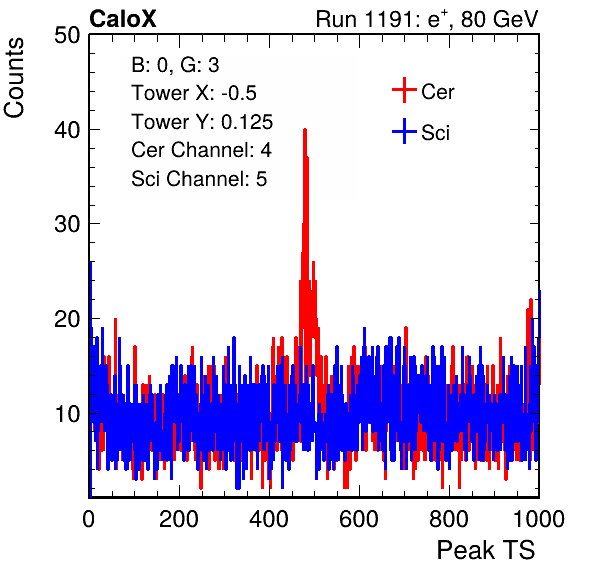 CaloX Run 1191: e+, 80 GeV
B: 0, G: 3
Tower X: -0.5
Tower Y: 0.125
Cer Channel: 4
Sci Channel: 5
Cer
Sci
Counts
50
40
30
20
10
0 200 400 600 800 1000
Peak TS